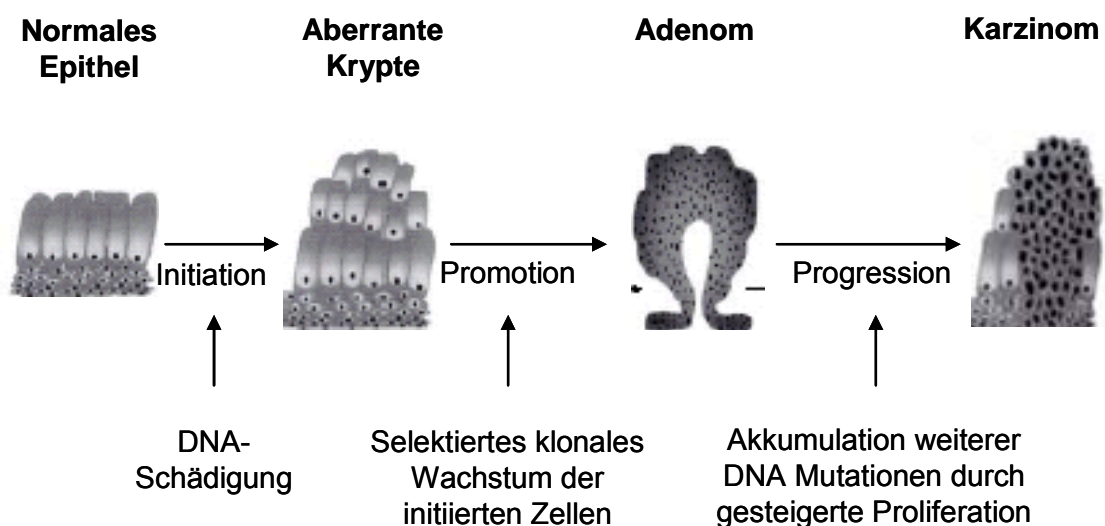 Normales
Epithel
Aberrante
Krypte
Adenom
Karzinom
Initiation
Promotion
Progression
DNA-
Schädigung
Selektiertes klonales
Wachstum der
initiierten Zellen
Akkumulation weiterer
DNA Mutationen durch
gesteigerte Proliferation